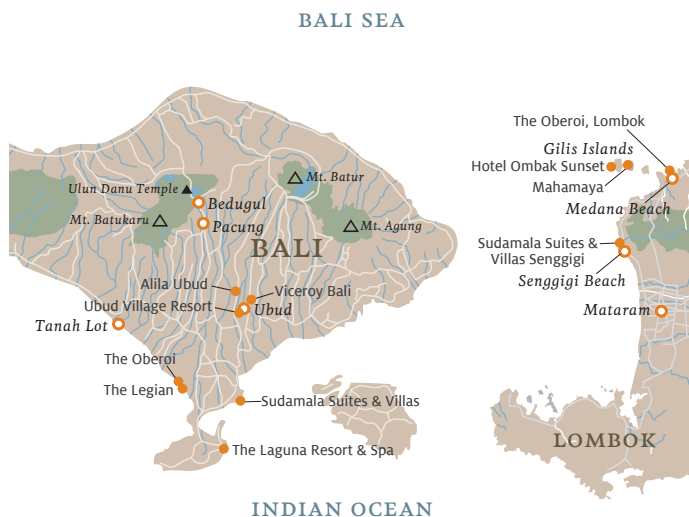 BALI SEA
The Oberoi, Lombok
Gilis Islands
Hotel Ombak Sunset
Mahamaya
Medana Beach
Mt. Batur
Ulun Danu Temple
Bedugul
Mt. Batukaru
Pacung
Mt. Agung
BALI
Sudamala Suites &
Villas Senggigi
Senggigi Beach
Alila Ubud
Viceroy Bali
Ubud Village Resort
Ubud
Mataram
Tanah Lot
The Oberoi
The Legian
Sudamala Suites & Villas
The Laguna Resort & Spa
LOMBOK
INDIAN OCEAN